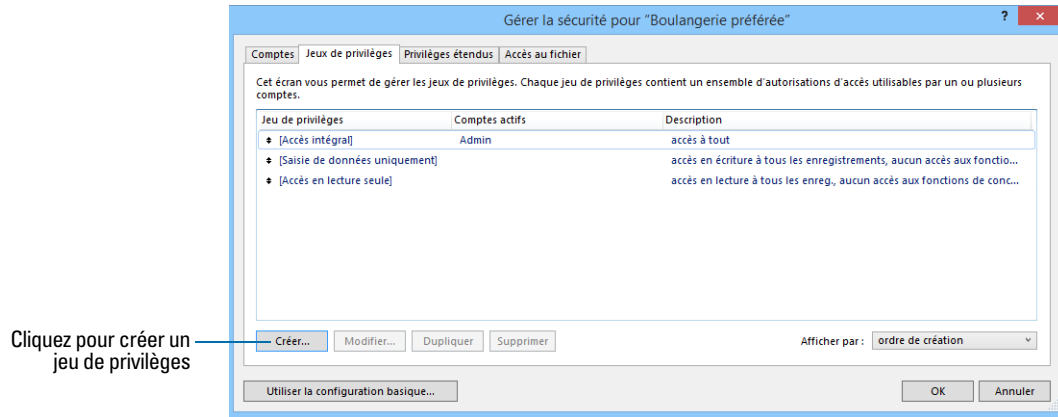 Gérer la sécurité pour “Boulangerie préférée”
?
Comptes Jeux de privilèges Privilèges étendus Accès au fichier
Cet écran vous permet de gérer les jeux de privilèges. Chaque jeu de privilèges contient un ensemble d'autorisations d'accès utilisables par un ou plusieurs
comptes.
Jeu de privilèges Comptes actifs Description
[Accès intégral] Admin accès à tout
[Saisie de données uniquement] accès en écriture à tous les enregistrements, aucun accès aux fonctio...
[Accès en lecture seule] accès en lecture à tous les enreg., aucun accès aux fonctions de conc...
Cliquez pour créer un
jeu de privilèges
Créer... Modifier... Dupliquer Supprimer Afficher par : ordre de création
Utiliser la configuration basique... OK Annuler